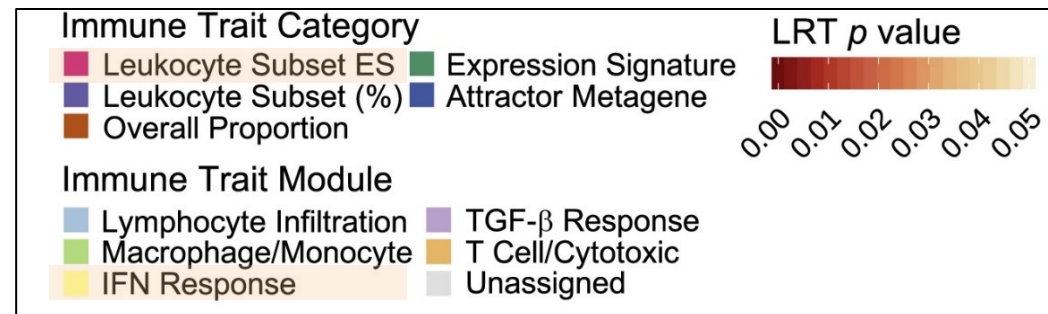 Immune Trait Category
Leukocyte Subset ES
Expression Signature
Leukocyte Subset (%)
Attractor Metagene
Overall Proportion
Immune Trait Module
Lymphocyte Infiltration
TGF-β Response
Macrophage/Monocyte
T Cell/Cytotoxic
IFN Response
Unassigned
LRT p value
0.00 0.01 0.02 0.03 0.04 0.05